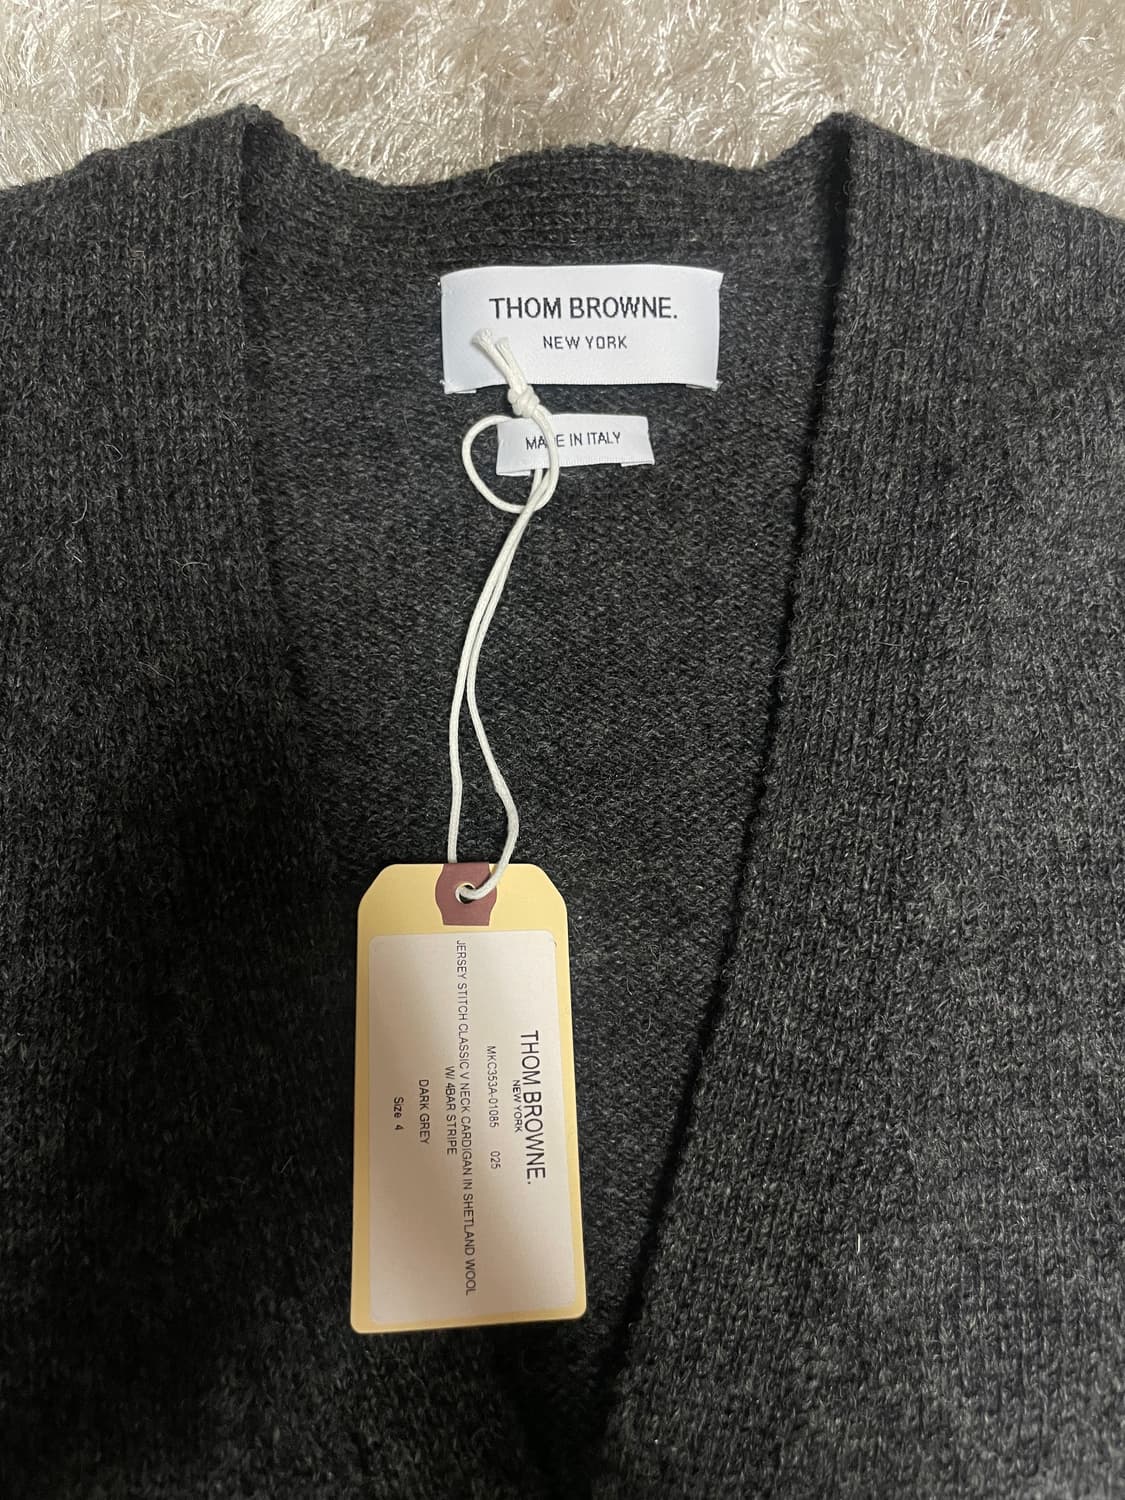 THOM BROWNE.
NEW YORK
MADE IN ITALY
THOM BROWNE.
NEW YORK
MKC353A-01085 025
JERSEY STITCH CLASSIC V NECK CARDIGAN IN SHETLAND WOOL
W/ 4BAR STRIPE
DARK GREY
Size 4